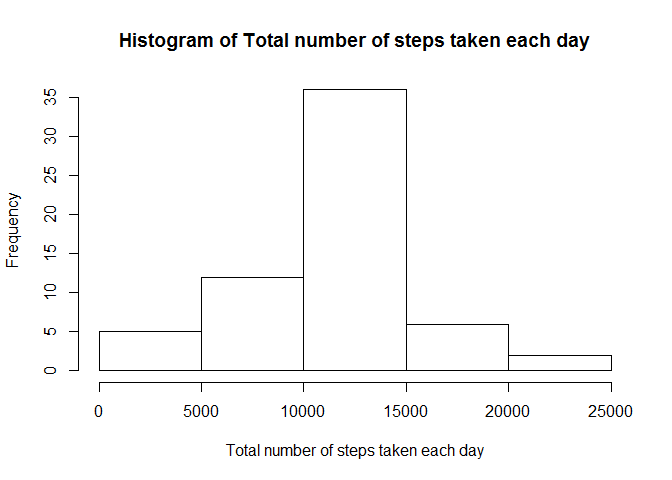 Histogram of Total number of steps taken each day
Frequency
35
30
25
20
15
10
5
0
0 5000 10000 15000 20000 25000
Total number of steps taken each day